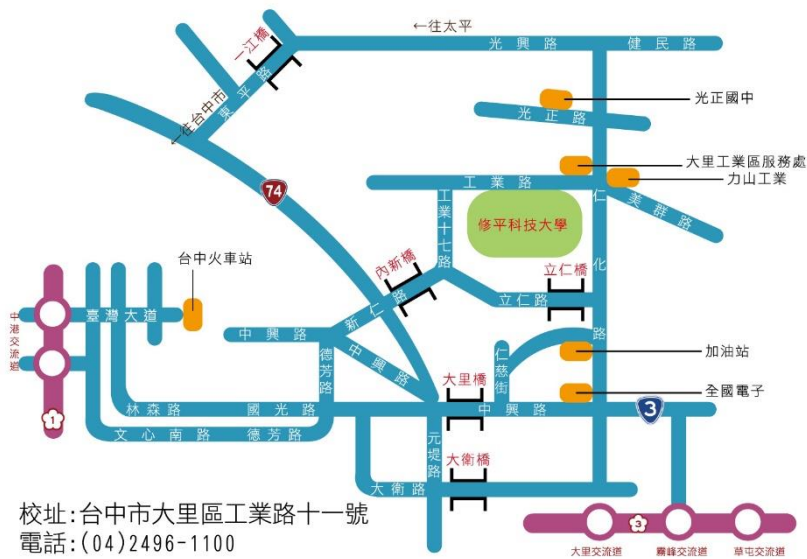 ←往太平
光興路
健民路
一江橋
東平路
←往台中市
光正國中
光正路
大里工業區服務處
力山工業
工業路
美群路
74
工業十七路
修平科技大學
仁化路
內新橋
立仁橋
立仁路
新仁路
台中火車站
臺灣大道
中港交流道
中興路
德芳路
中興路
仁慈街
加油站
大里橋
全國電子
林森路
國光路
中興路
3
1
文心南路
德芳路
元堤路
大衛橋
大衛路
校址:台中市大里區工業路十一號
電話:(04)2496-1100
3
大里交流道
霧峰交流道
草屯交流道